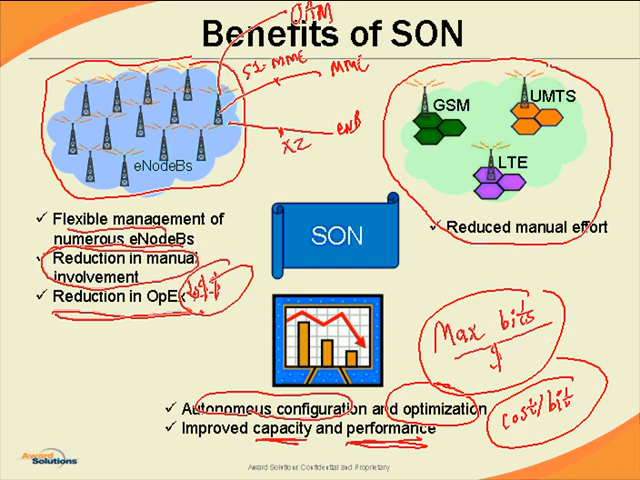 Benefits of SON
OAM
S1-MME
MME
eNB
X2
eNodeBs
GSM
UMTS
LTE
✓ Flexible management of
numerous eNodeBs
✓ Reduction in manual
involvement
✓ Reduction in OpEx
SON
✓ Reduced manual effort
Max bits
$
cost/bit
✓ Autonomous configuration and optimization
✓ Improved capacity and performance
Award
Solutions
Award Solutions Confidential and Proprietary